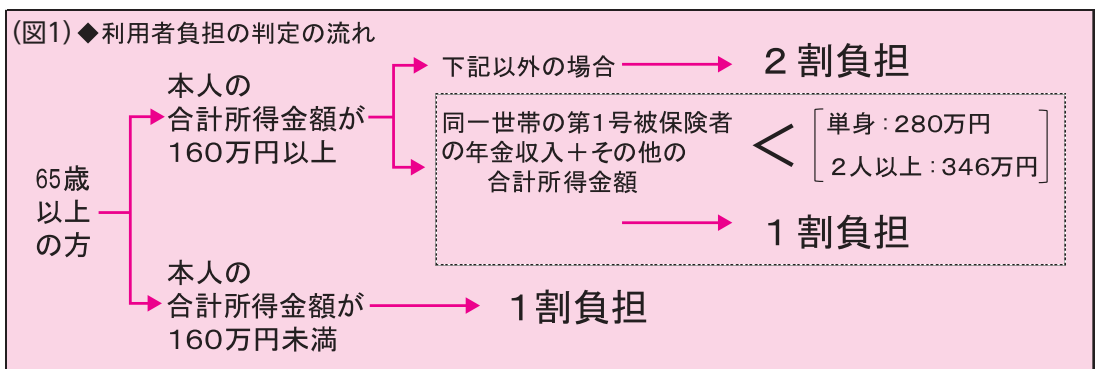 (図1)◆利用者負担の判定の流れ
65歳
以上
の方
本人の
合計所得金額が
160万円以上
下記以外の場合
2割負担
同一世帯の第1号被保険者
の年金収入+その他の
合計所得金額
<
単身:280万円
2人以上:346万円
1割負担
本人の
合計所得金額が
160万円未満
1割負担